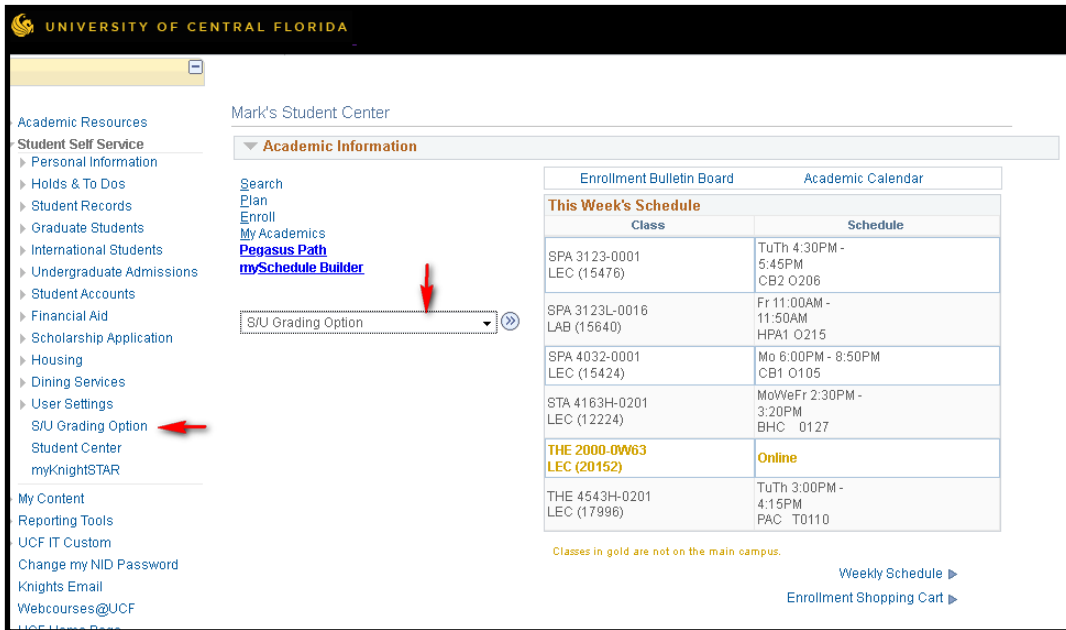 UNIVERSITY OF CENTRAL FLORIDA
Academic Resources
Student Self Service
Personal Information
Holds & To Dos
Student Records
Graduate Students
International Students
Undergraduate Admissions
Student Accounts
Financial Aid
Scholarship Application
Housing
Dining Services
User Settings
S/U Grading Option
Student Center
myKnightSTAR
My Content
Reporting Tools
UCF IT Custom
Change my NID Password
Knights Email
Webcourses@UCF
UCF Home Page
Mark's Student Center
Academic Information
Search
Plan
Enroll
My Academics
Pegasus Path
mySchedule Builder
S/U Grading Option
Enrollment Bulletin Board Academic Calendar
This Week's Schedule
Class Schedule
SPA 3123-0001
LEC (15476)
TuTh 4:30PM -
5:45PM
CB2 O206
SPA 3123L-0016
LAB (15640)
Fr 11:00AM -
11:50AM
HPA1 O215
SPA 4032-0001
LEC (15424)
Mo 6:00PM - 8:50PM
CB1 O105
STA 4163H-0201
LEC (12224)
MoWeFr 2:30PM -
3:20PM
BHC 0127
THE 2000-0W63
LEC (20152)
Online
THE 4543H-0201
LEC (17996)
TuTh 3:00PM -
4:15PM
PAC T0110
Classes in gold are not on the main campus.
Weekly Schedule
Enrollment Shopping Cart